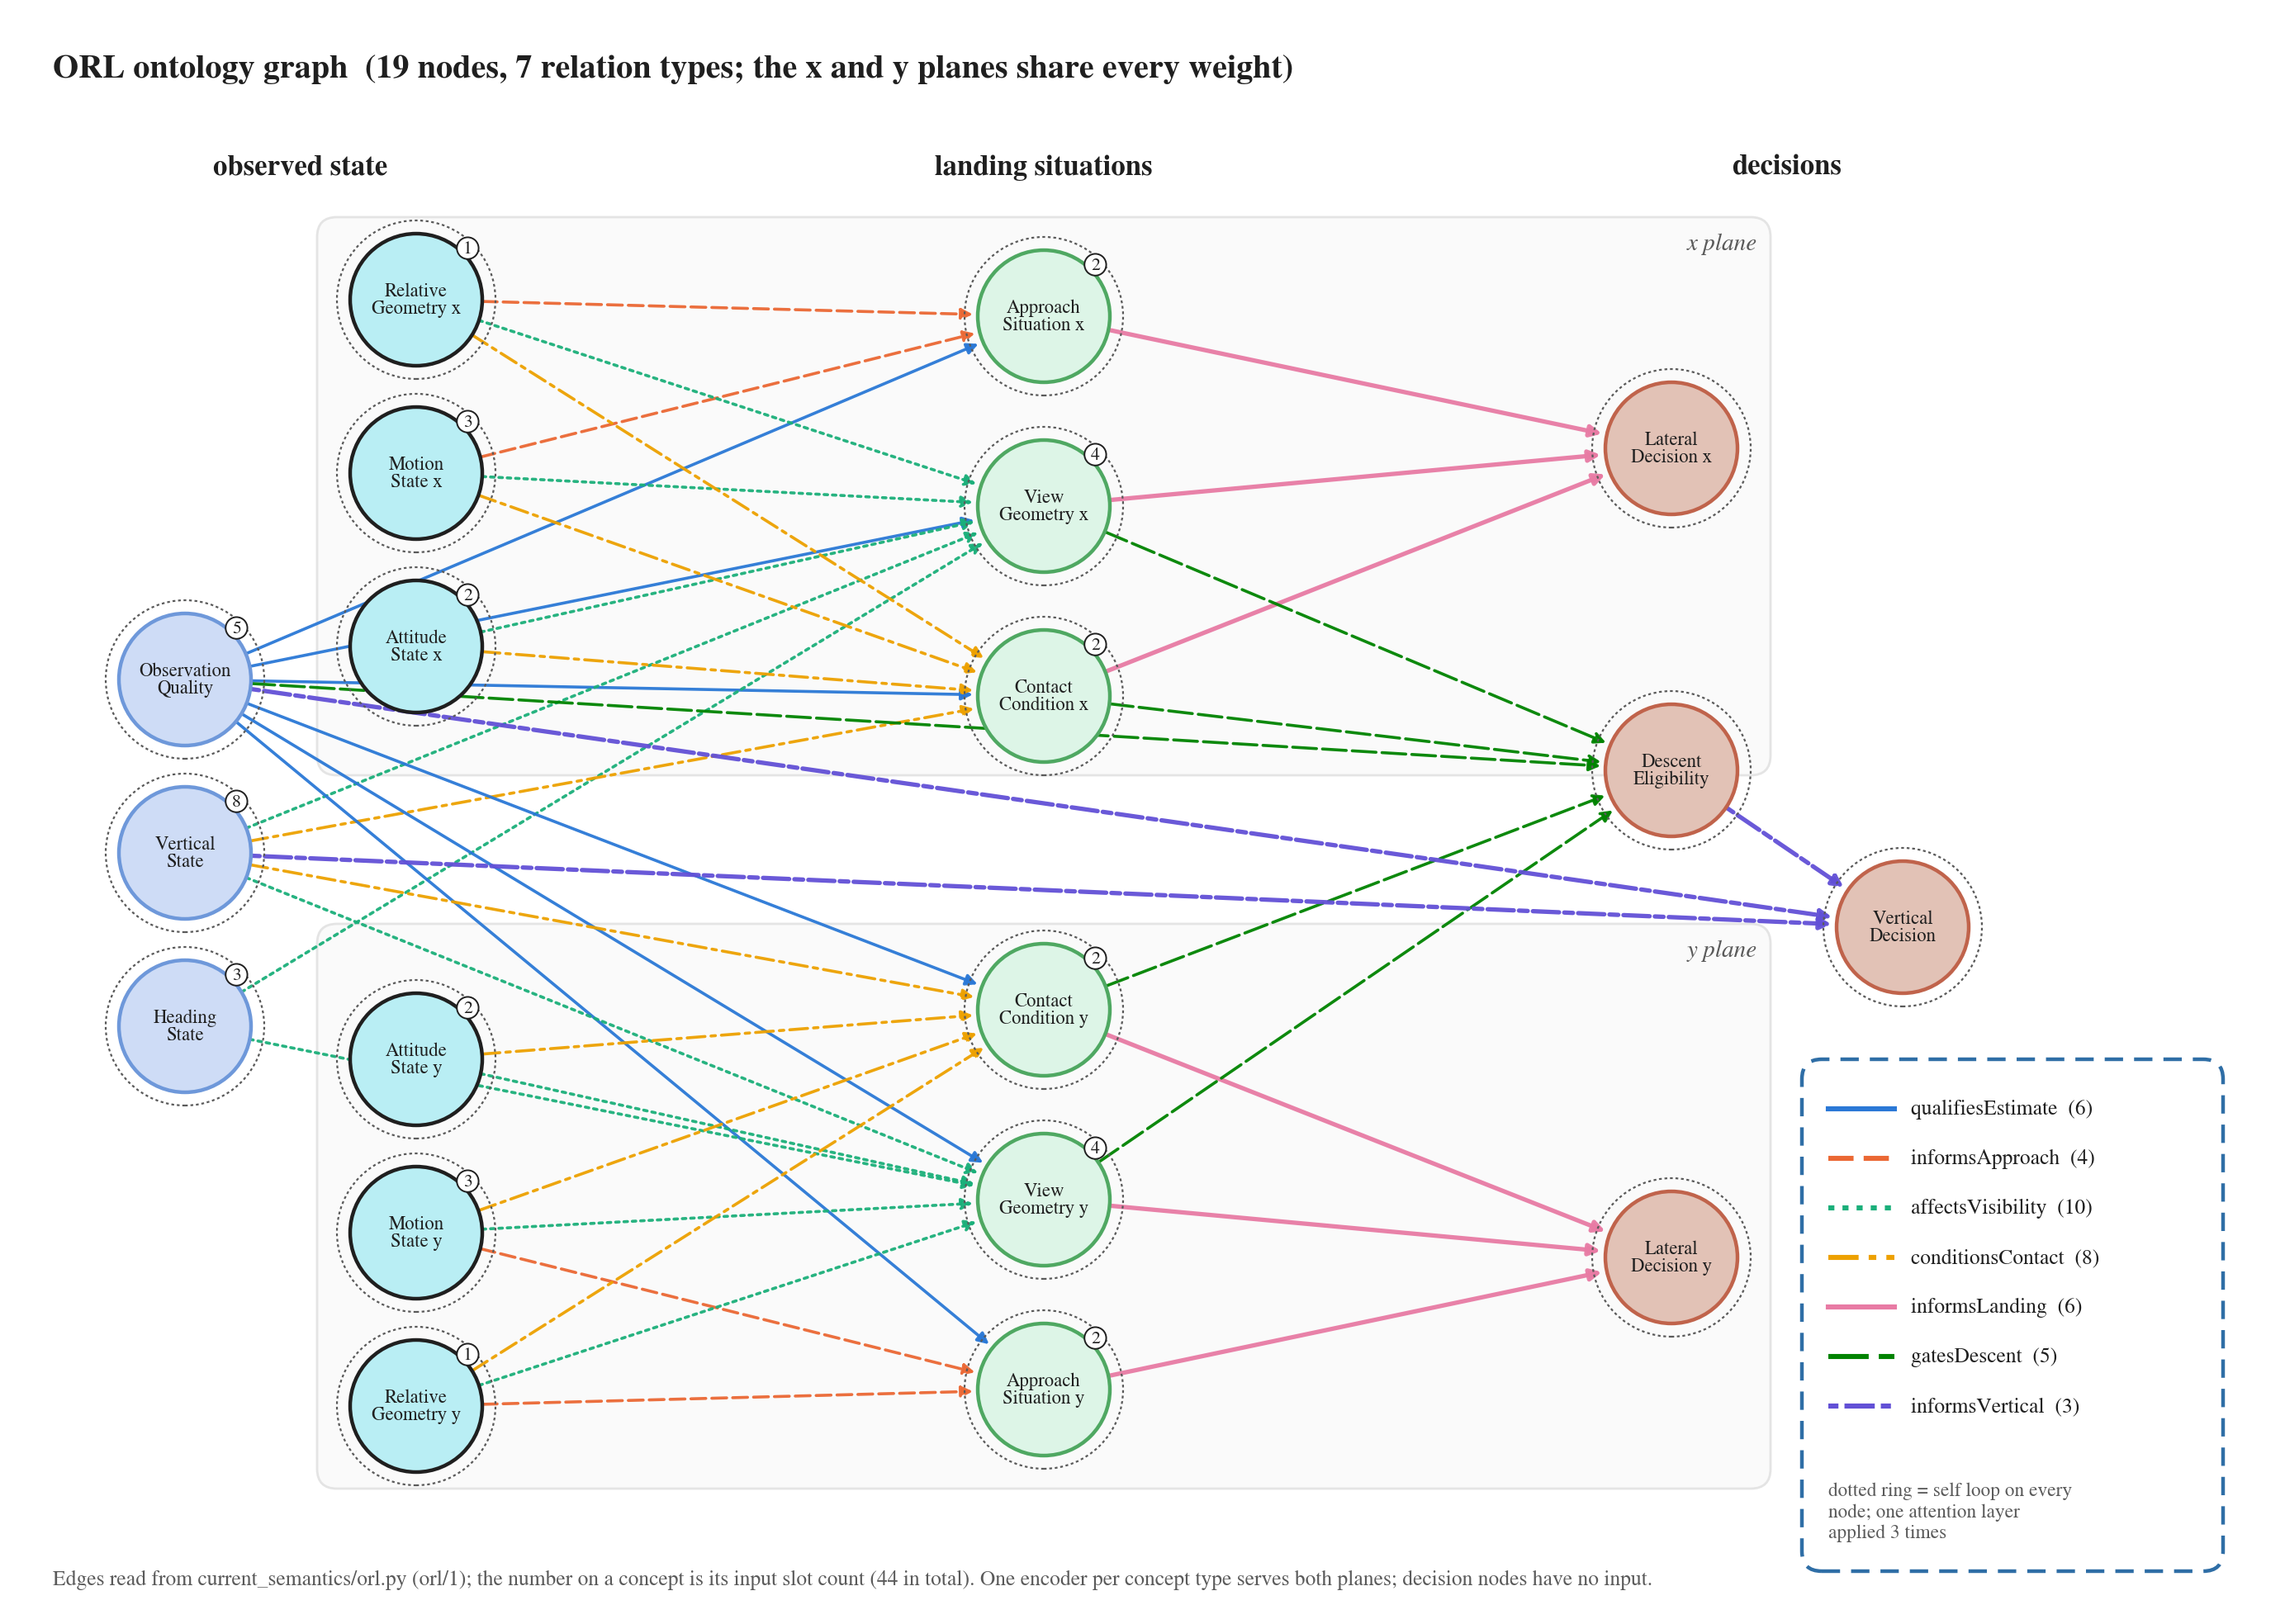 ORL ontology graph  (19 nodes, 7 relation types; the x and y planes share every weight)
observed state
landing situations
decisions
x plane
1
Relative
Geometry x
2
Approach
Situation x
3
Motion
State x
4
View
Geometry x
Lateral
Decision x
2
Attitude
State x
5
Observation
Quality
2
Contact
Condition x
Descent
Eligibility
8
Vertical
State
Vertical
Decision
y plane
3
Heading
State
2
Attitude
State y
2
Contact
Condition y
3
Motion
State y
4
View
Geometry y
Lateral
Decision y
1
Relative
Geometry y
2
Approach
Situation y
qualifiesEstimate  (6)
informsApproach  (4)
affectsVisibility  (10)
conditionsContact  (8)
informsLanding  (6)
gatesDescent  (5)
informsVertical  (3)
dotted ring = self loop on every
node; one attention layer
applied 3 times
Edges read from current_semantics/orl.py (orl/1); the number on a concept is its input slot count (44 in total). One encoder per concept type serves both planes; decision nodes have no input.